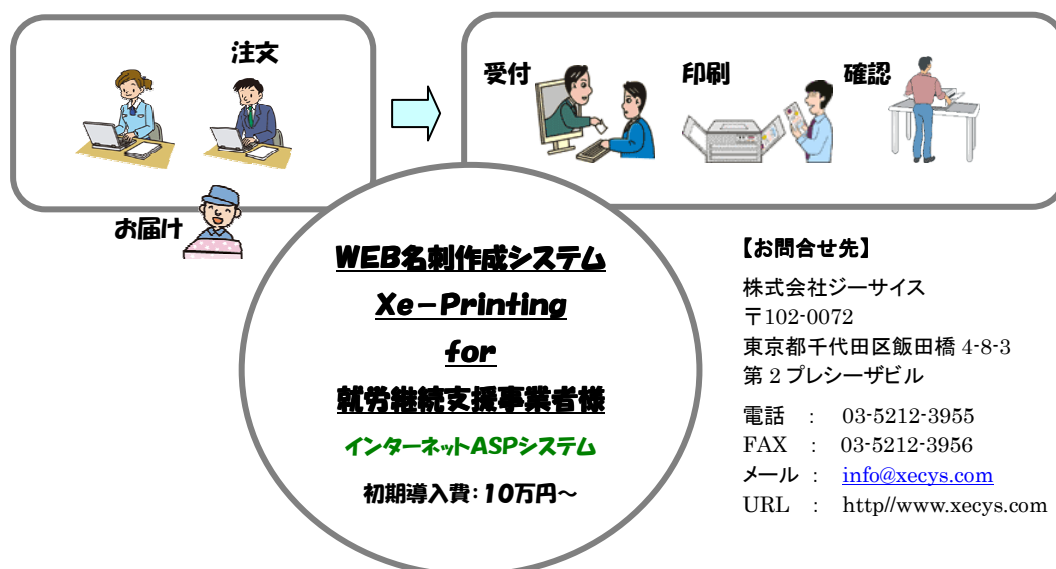 注文
受付
印刷
確認
お届け
WEB名刺作成システム
Xe－Printing
for
就労継続支援事業者様
インターネットASPシステム
初期導入費：10万円～
【お問合せ先】
株式会社ジーサイス
〒102-0072
東京都千代田区飯田橋 4-8-3
第 2 プレシーザビル
電話 : 03-5212-3955
FAX : 03-5212-3956
メール : info@xecys.com
URL : http//www.xecys.com